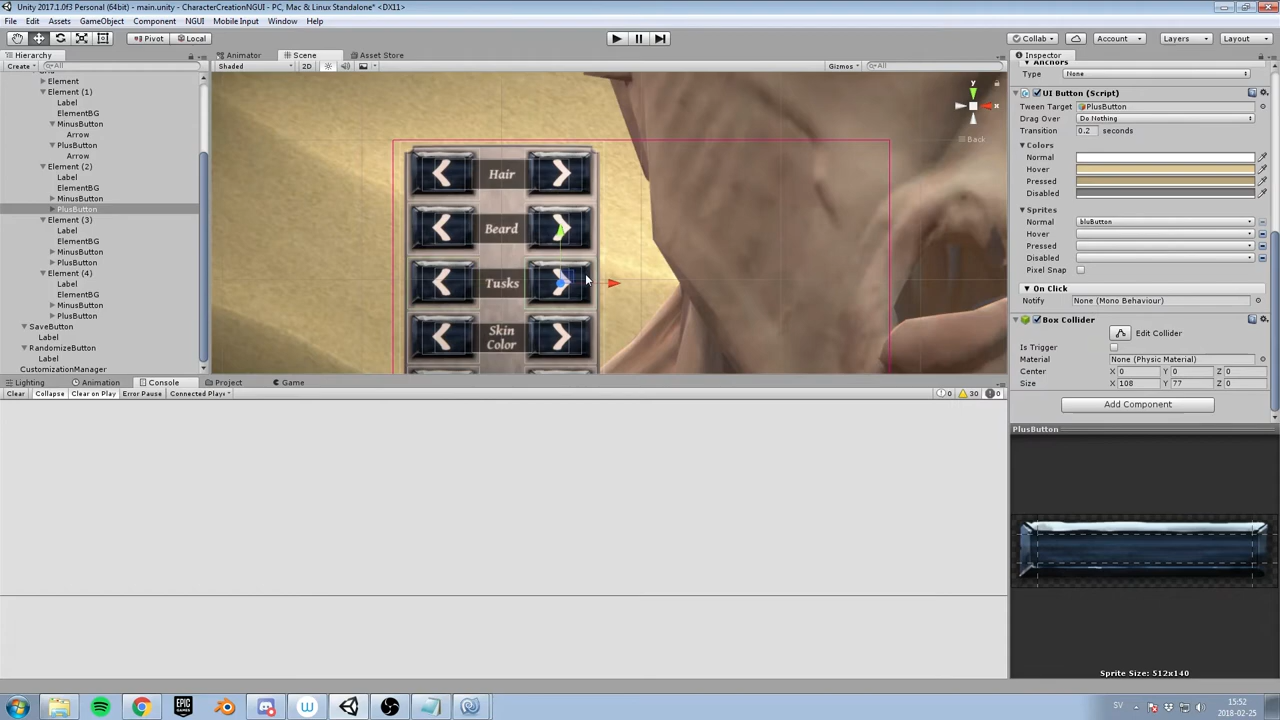 Unity 2017.1.0f3 Personal (64bit) - main.unity - CharacterCreationNGUI - PC, Mac & Linux Standalone* <DX11>
File Edit Assets GameObject Component NGUI Mobile Input Window Help
Pivot Local Collab Account Layers Layout
Hierarchy Animator Scene Asset Store Inspector
Create All Shaded 2D Gizmos All
Element
Element (1)
Label
ElementBG
MinusButton
Arrow
PlusButton
Arrow
Element (2)
Label
ElementBG
MinusButton
PlusButton
Element (3)
Label
ElementBG
MinusButton
PlusButton
Element (4)
Label
ElementBG
MinusButton
PlusButton
SaveButton
Label
RandomizeButton
Label
CustomizationManager
y
x
Back
Hair
Beard
Tusks
Skin
Color
Anchors
Type None
UI Button (Script)
Tween Target PlusButton
Drag Over Do Nothing
Transition 0.2 seconds
Colors
Normal
Hover
Pressed
Disabled
Sprites
Normal bluButton
Hover
Pressed
Disabled
Pixel Snap
On Click
Notify None (Mono Behaviour)
Box Collider
Edit Collider
Is Trigger
Material None (Physic Material)
Center X 0 Y 0 Z 0
Size X 108 Y 77 Z 0
Add Component
PlusButton
Sprite Size: 512x140
Lighting Animation Console Project Game
Clear Collapse Clear on Play Error Pause Connected Playe
0 30 0
EPIC GAMES
SV
15:52
2018-02-25